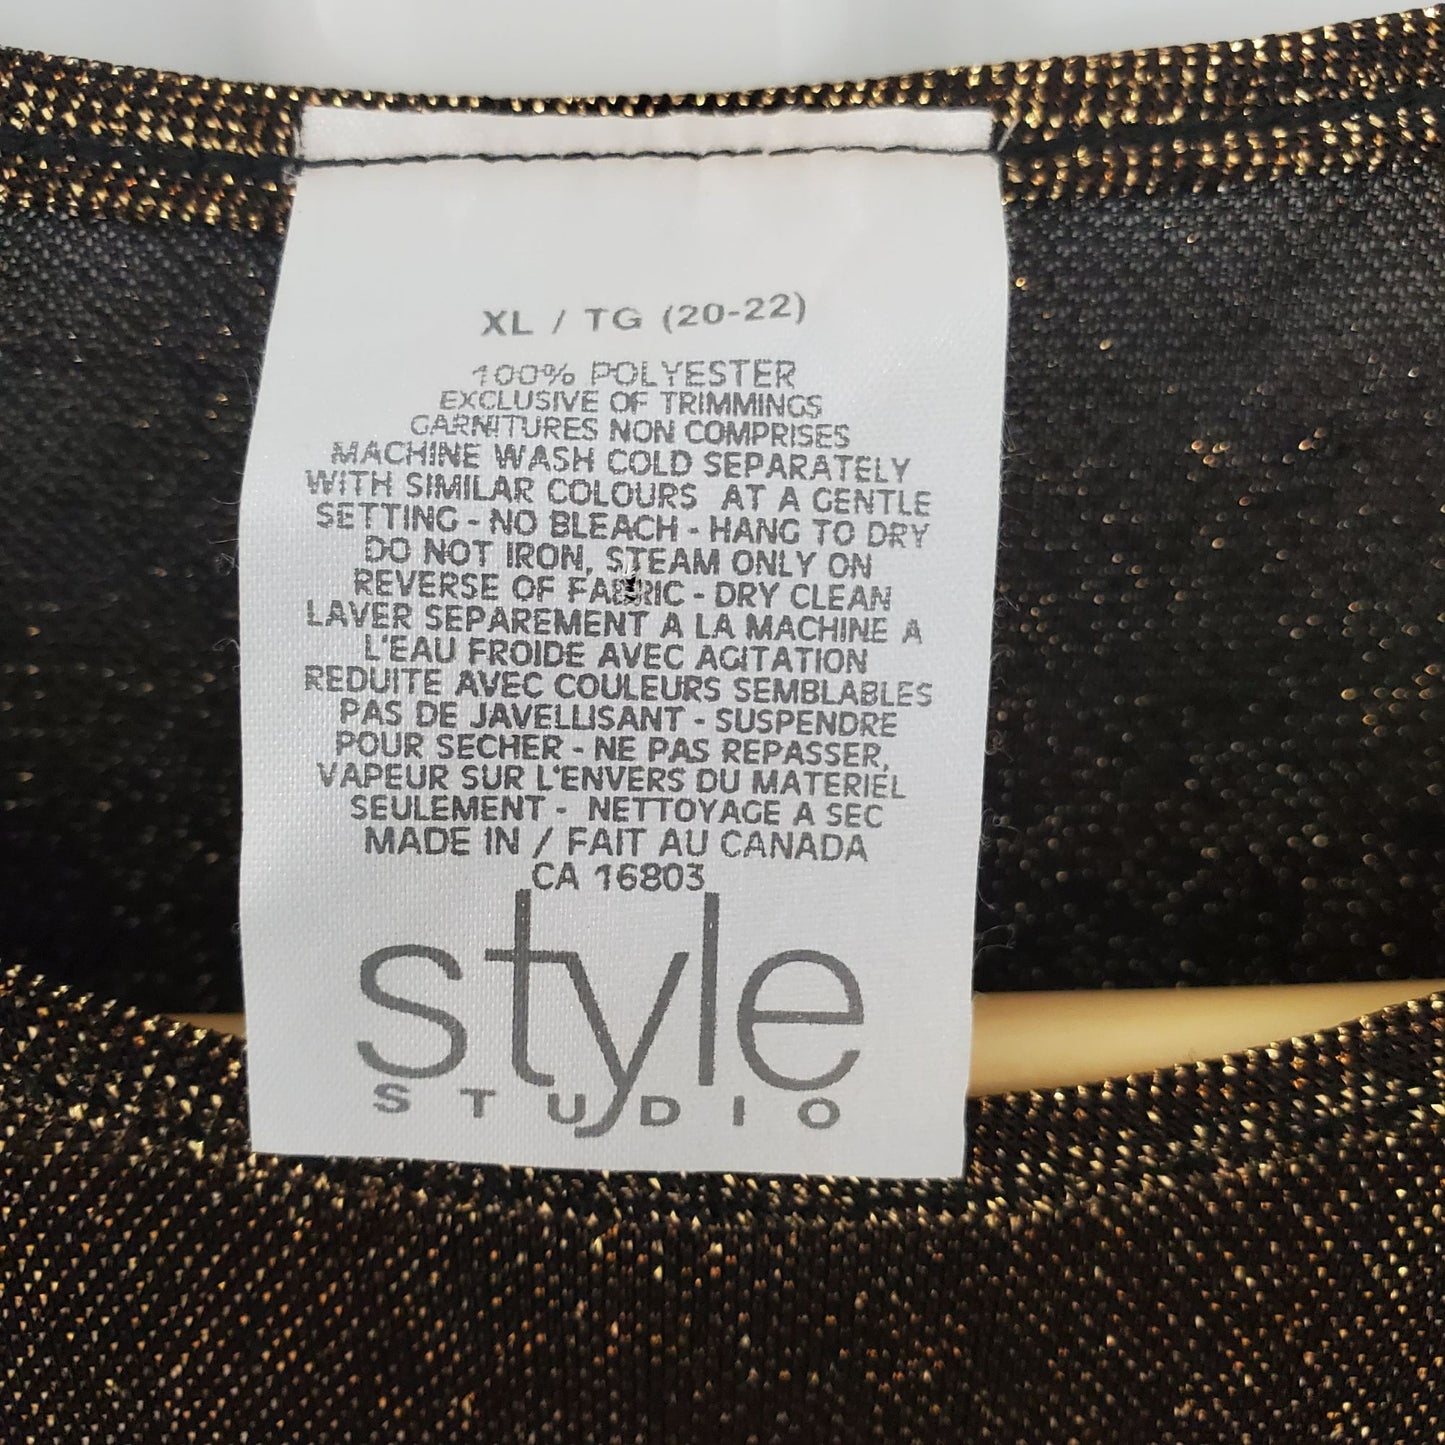 XL / TG (20-22)
100% POLYESTER
EXCLUSIVE OF TRIMMINGS
GARNITURES NON COMPRISES
MACHINE WASH COLD SEPARATELY
WITH SIMILAR COLOURS AT A GENTLE
SETTING - NO BLEACH - HANG TO DRY
DO NOT IRON, STEAM ONLY ON
REVERSE OF FABRIC - DRY CLEAN
LAVER SEPAREMENT A LA MACHINE A
L'EAU FROIDE AVEC AGITATION
REDUITE AVEC COULEURS SEMBLABLES
PAS DE JAVELLISANT - SUSPENDRE
POUR SECHER - NE PAS REPASSER,
VAPEUR SUR L'ENVERS DU MATERIEL
SEULEMENT - NETTOYAGE A SEC
MADE IN / FAIT AU CANADA
CA 16803
style
STUDIO